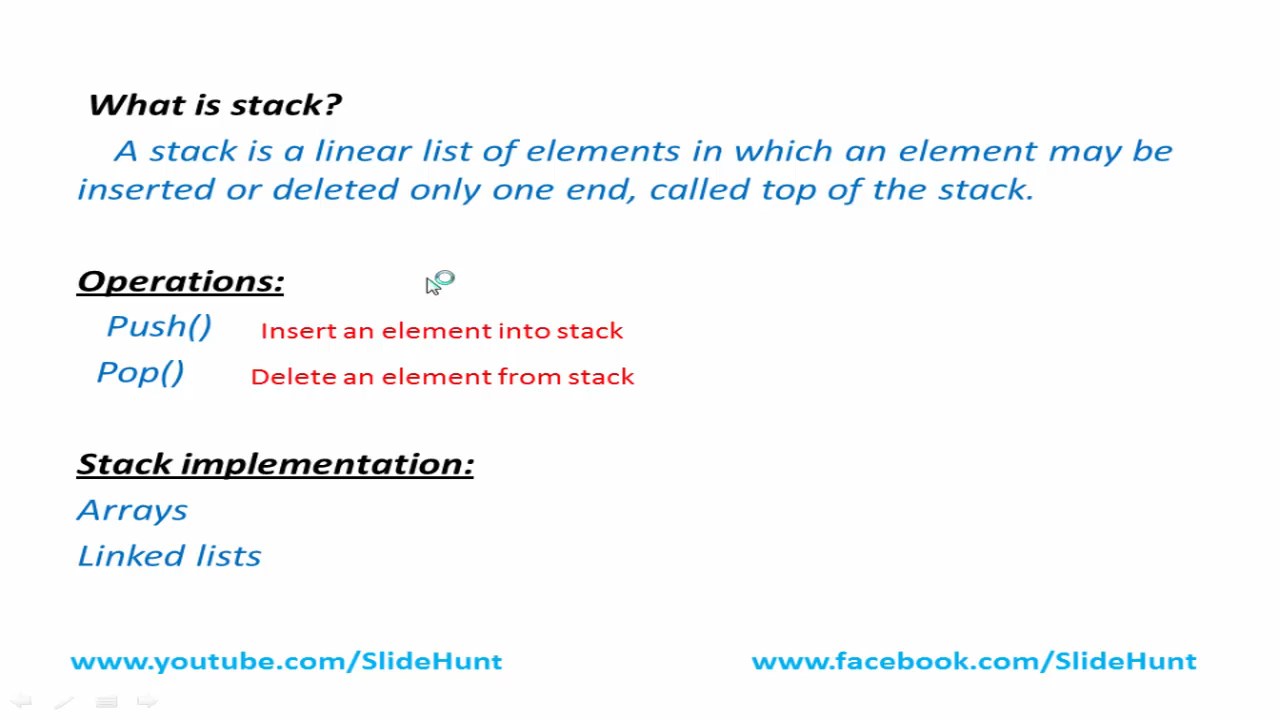 What is stack?
A stack is a linear list of elements in which an element may be
inserted or deleted only one end, called top of the stack.
Operations:
Push() Insert an element into stack
Pop() Delete an element from stack
Stack implementation:
Arrays
Linked lists
www.youtube.com/SlideHunt www.facebook.com/SlideHunt